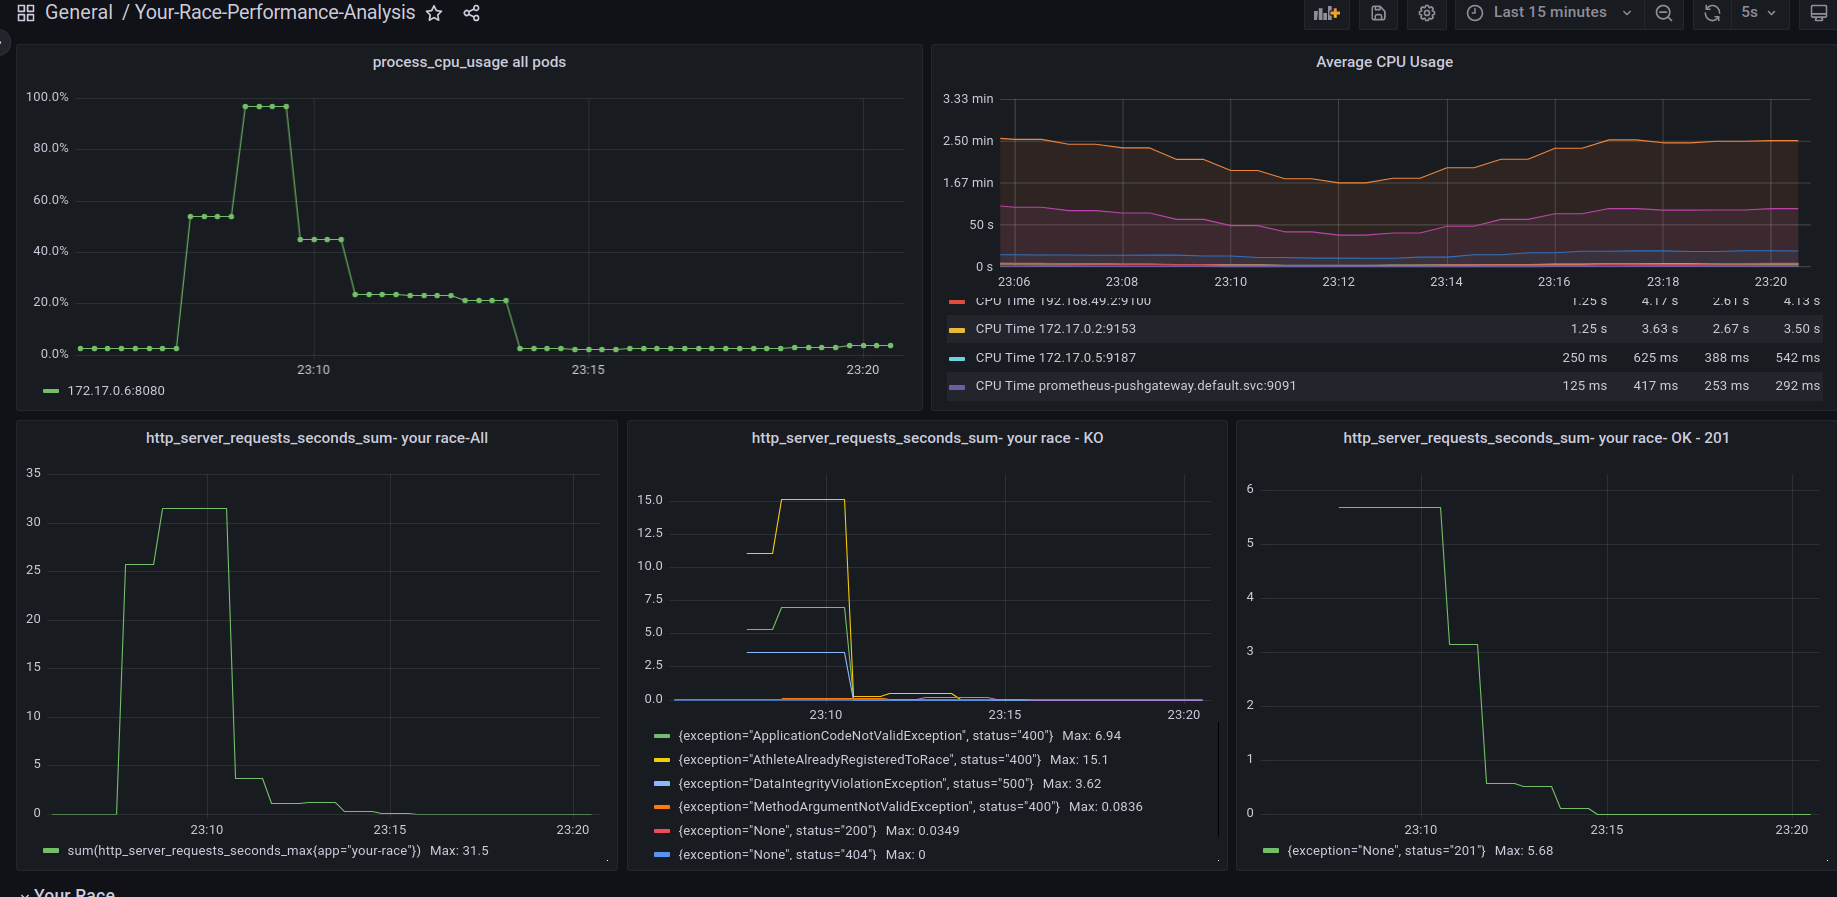 General / Your-Race-Performance-Analysis
Last 15 minutes
5s
process_cpu_usage all pods
100.0%
80.0%
60.0%
40.0%
20.0%
0.0%
23:10 23:15 23:20
172.17.0.6:8080
Average CPU Usage
3.33 min
2.50 min
1.67 min
50 s
0 s
23:06 23:08 23:10 23:12 23:14 23:16 23:18 23:20
CPU Time 192.168.49.2:9100 1.25 s 4.17 s 2.61 s 4.13 s
CPU Time 172.17.0.2:9153 1.25 s 3.63 s 2.67 s 3.50 s
CPU Time 172.17.0.5:9187 250 ms 625 ms 388 ms 542 ms
CPU Time prometheus-pushgateway.default.svc:9091 125 ms 417 ms 253 ms 292 ms
http_server_requests_seconds_sum- your race-All
35
30
25
20
15
10
5
0
23:10 23:15 23:20
sum(http_server_requests_seconds_max{app="your-race"}) Max: 31.5
http_server_requests_seconds_sum- your race - KO
15.0
12.5
10.0
7.5
5.0
2.5
0.0
23:10 23:15 23:20
{exception="ApplicationCodeNotValidException", status="400"} Max: 6.94
{exception="AthleteAlreadyRegisteredToRace", status="400"} Max: 15.1
{exception="DataIntegrityViolationException", status="500"} Max: 3.62
{exception="MethodArgumentNotValidException", status="400"} Max: 0.0836
{exception="None", status="200"} Max: 0.0349
{exception="None", status="404"} Max: 0
http_server_requests_seconds_sum- your race- OK - 201
6
5
4
3
2
1
0
23:10 23:15 23:20
{exception="None", status="201"} Max: 5.68
Your Race